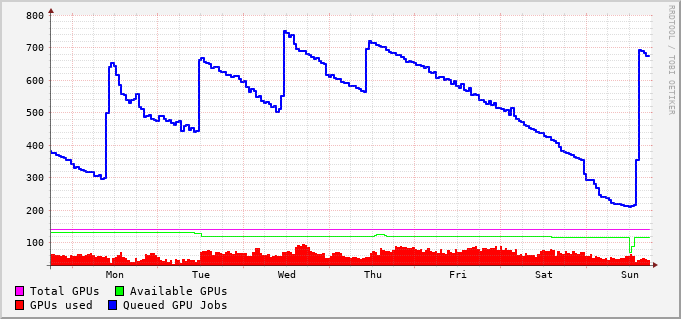 800
700
600
500
400
300
200
100
Mon Tue Wed Thu Fri Sat Sun
Total GPUs Available GPUs
GPUs used Queued GPU Jobs
RRDTOOL / TOBI OETIKER